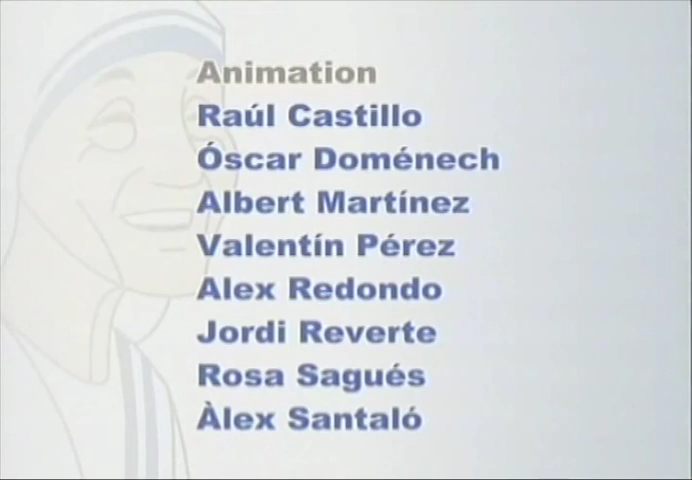 Animation
Raúl Castillo
Óscar Doménech
Albert Martínez
Valentín Pérez
Alex Redondo
Jordi Reverte
Rosa Sagués
Àlex Santaló